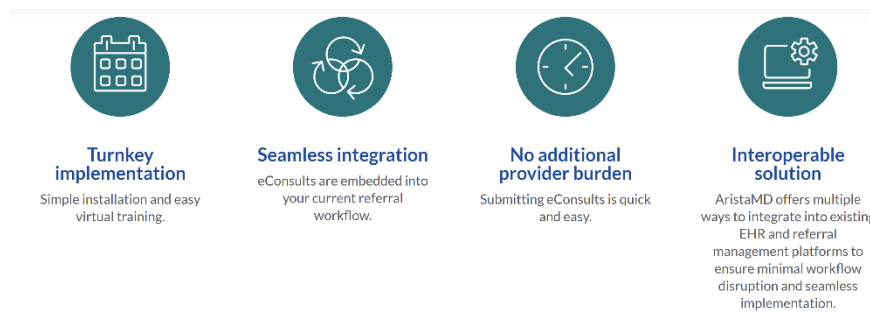 Turnkey
implementation
Simple installation and easy
virtual training.
Seamless integration
eConsults are embedded into
your current referral
workflow.
No additional
provider burden
Submitting eConsults is quick
and easy.
Interoperable
solution
AristaMD offers multiple
ways to integrate into existing
EHR and referral
management platforms to
ensure minimal workflow
disruption and seamless
implementation.